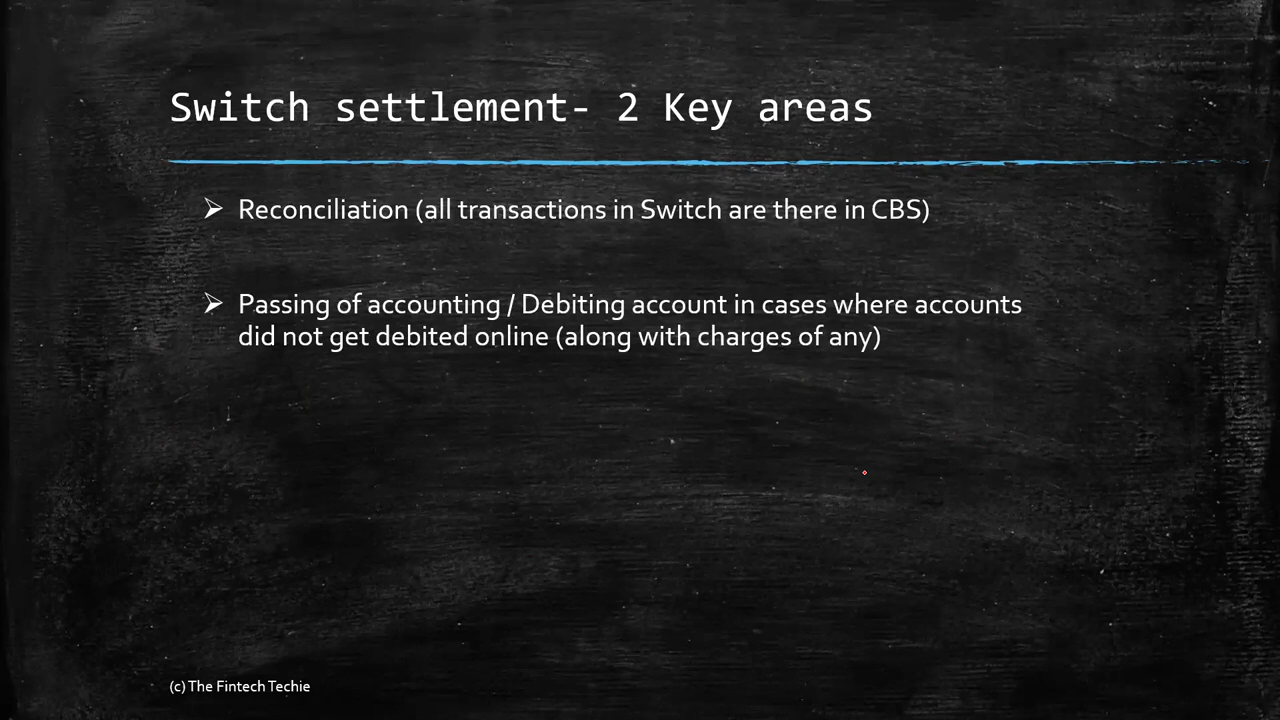 Switch settlement- 2 Key areas
Reconciliation (all transactions in Switch are there in CBS)
Passing of accounting / Debiting account in cases where accounts
did not get debited online (along with charges of any)
(c) The Fintech Techie